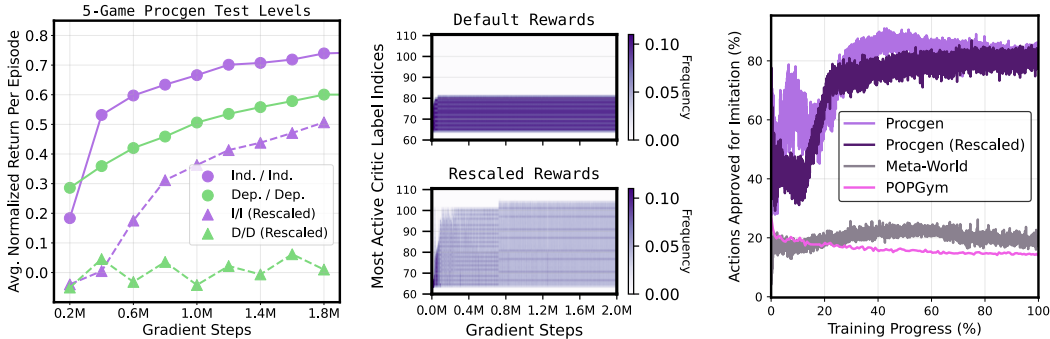 5-Game Procgen Test Levels
Avg. Normalized Return Per Episode
0.8
0.7
0.6
0.5
0.4
0.3
0.2
0.1
0.0
Ind. / Ind.
Dep. / Dep.
I/I (Rescaled)
D/D (Rescaled)
0.2M 0.6M 1.0M 1.4M 1.8M
Gradient Steps
Most Active Critic Label Indices
Default Rewards
110
100
90
80
70
60
0.10
0.05
0.00
Frequency
Rescaled Rewards
110
100
90
80
70
60
0.10
0.05
0.00
Frequency
0.0M 0.4M 0.8M 1.2M 1.6M 2.0M
Gradient Steps
Actions Approved for Imitation (%)
100
80
60
40
20
0
Procgen
Procgen (Rescaled)
Meta-World
POPGym
0 20 40 60 80 100
Training Progress (%)